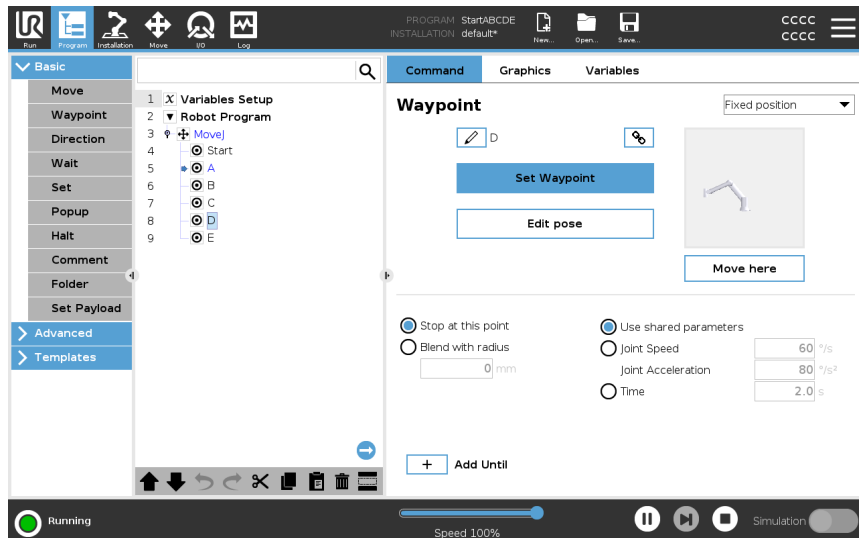 UR
PROGRAM StartABCDE
INSTALLATION default*
CCCC
CCCC
Run Program Installation Move I/O Log New... Open... Save...
Basic
Move
Waypoint
Direction
Wait
Set
Popup
Halt
Comment
Folder
Set Payload
Advanced
Templates
1 X Variables Setup
2 Robot Program
3 MoveJ
4 Start
5 A
6 B
7 C
8 D
9 E
Command Graphics Variables
Waypoint
Fixed position
D
Set Waypoint
Edit pose
Move here
Stop at this point
Blend with radius
0 mm
Use shared parameters
Joint Speed 60 °/s
Joint Acceleration 80 °/s²
Time 2.0 s
+ Add Until
Running
Speed 100%
Simulation